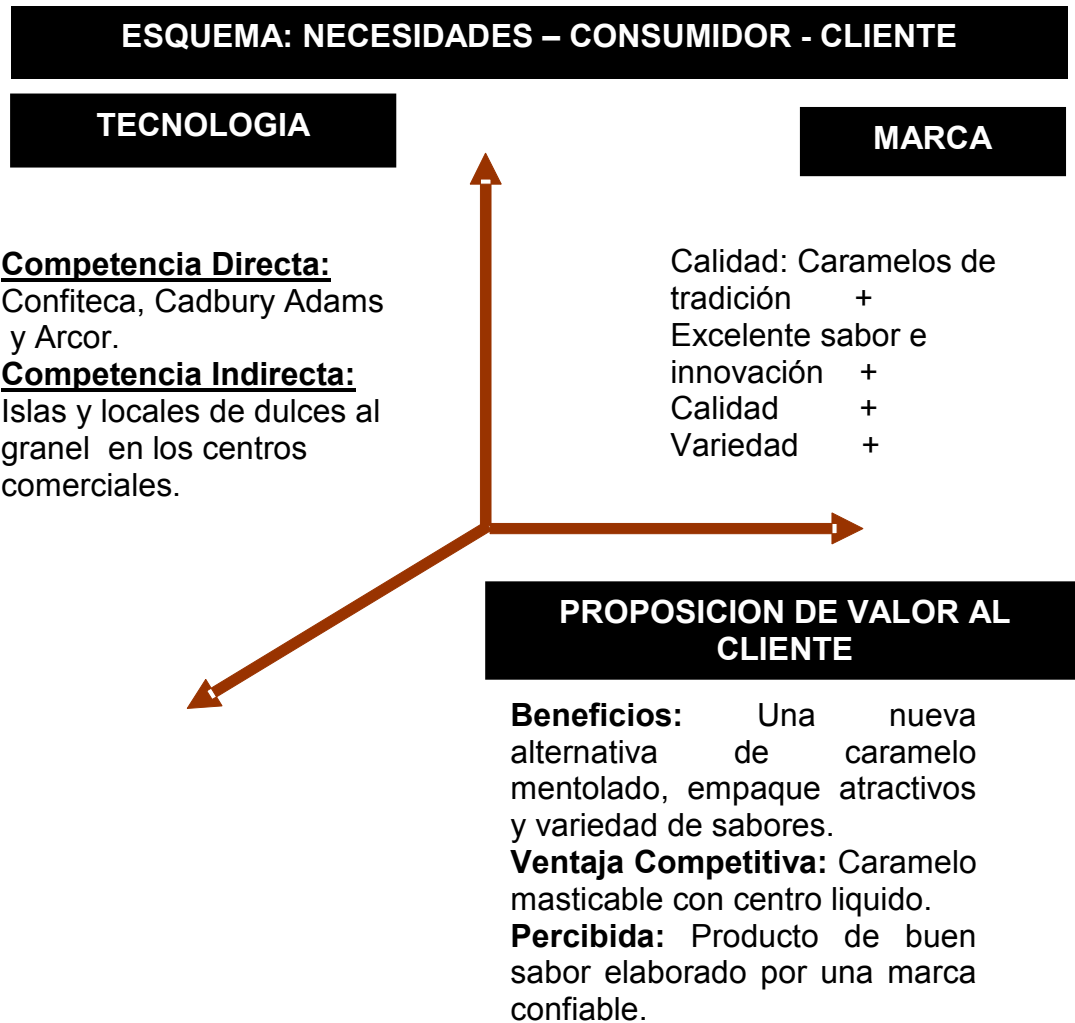 ESQUEMA: NECESIDADES – CONSUMIDOR - CLIENTE
TECNOLOGIA
MARCA
Competencia Directa:
Confiteca, Cadbury Adams
y Arcor.
Competencia Indirecta:
Islas y locales de dulces al
granel en los centros
comerciales.
Calidad: Caramelos de
tradición +
Excelente sabor e
innovación +
Calidad +
Variedad +
PROPOSICION DE VALOR AL
CLIENTE
Beneficios: Una nueva
alternativa de caramelo
mentolado, empaque atractivos
y variedad de sabores.
Ventaja Competitiva: Caramelo
masticable con centro liquido.
Percibida: Producto de buen
sabor elaborado por una marca
confiable.